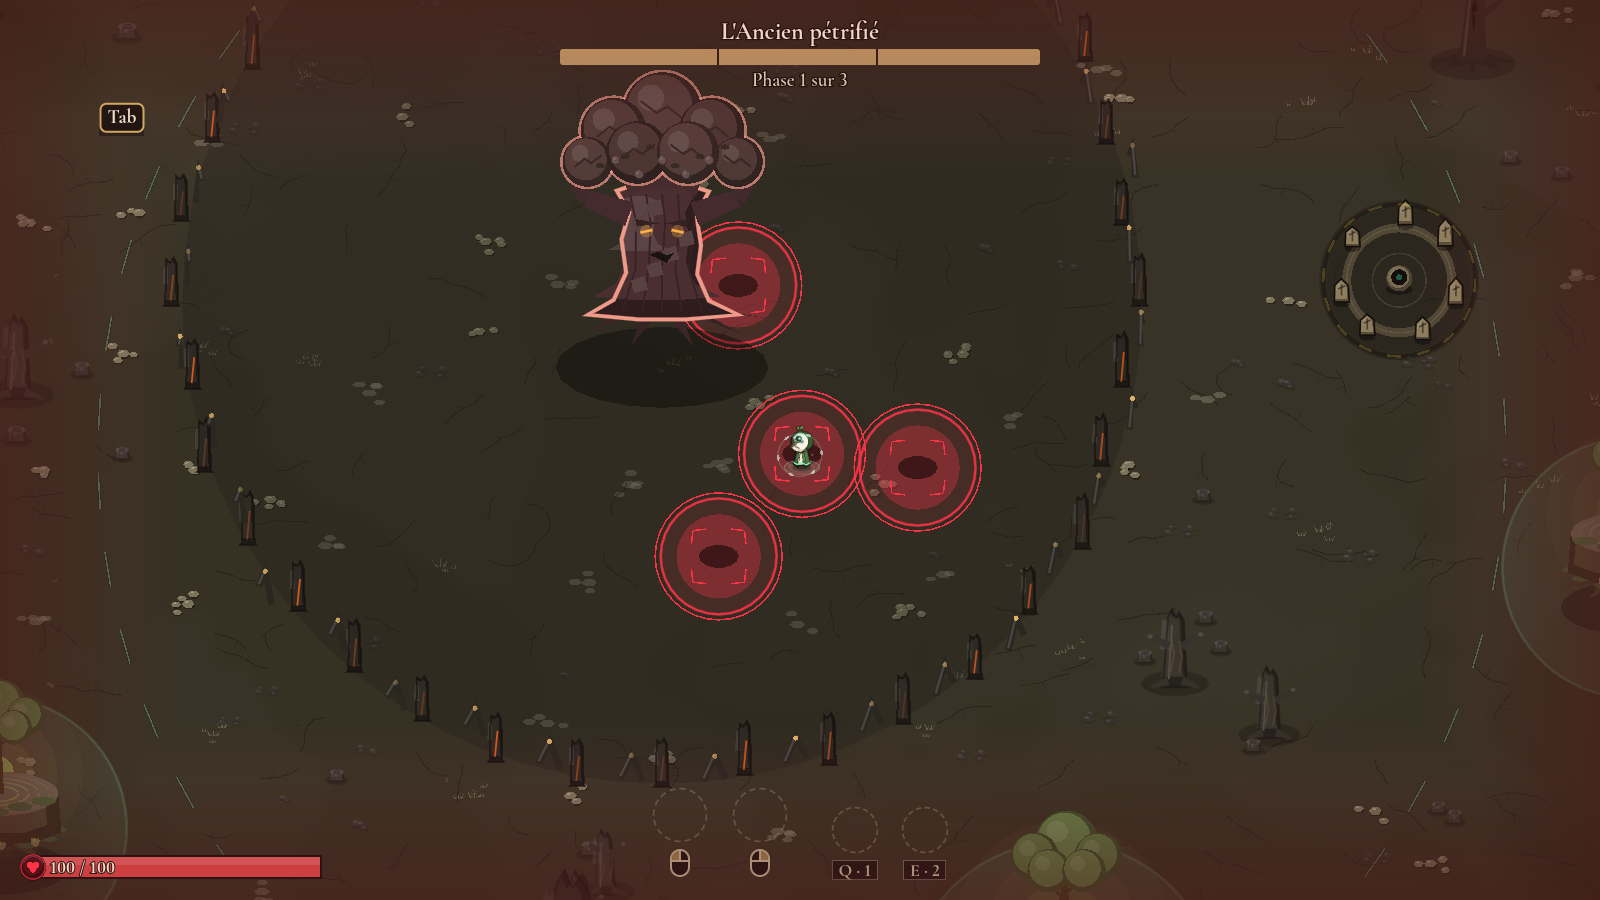 L'Ancien pétrifié
Phase 1 sur 3
Tab
100 / 100
Q · 1
E · 2